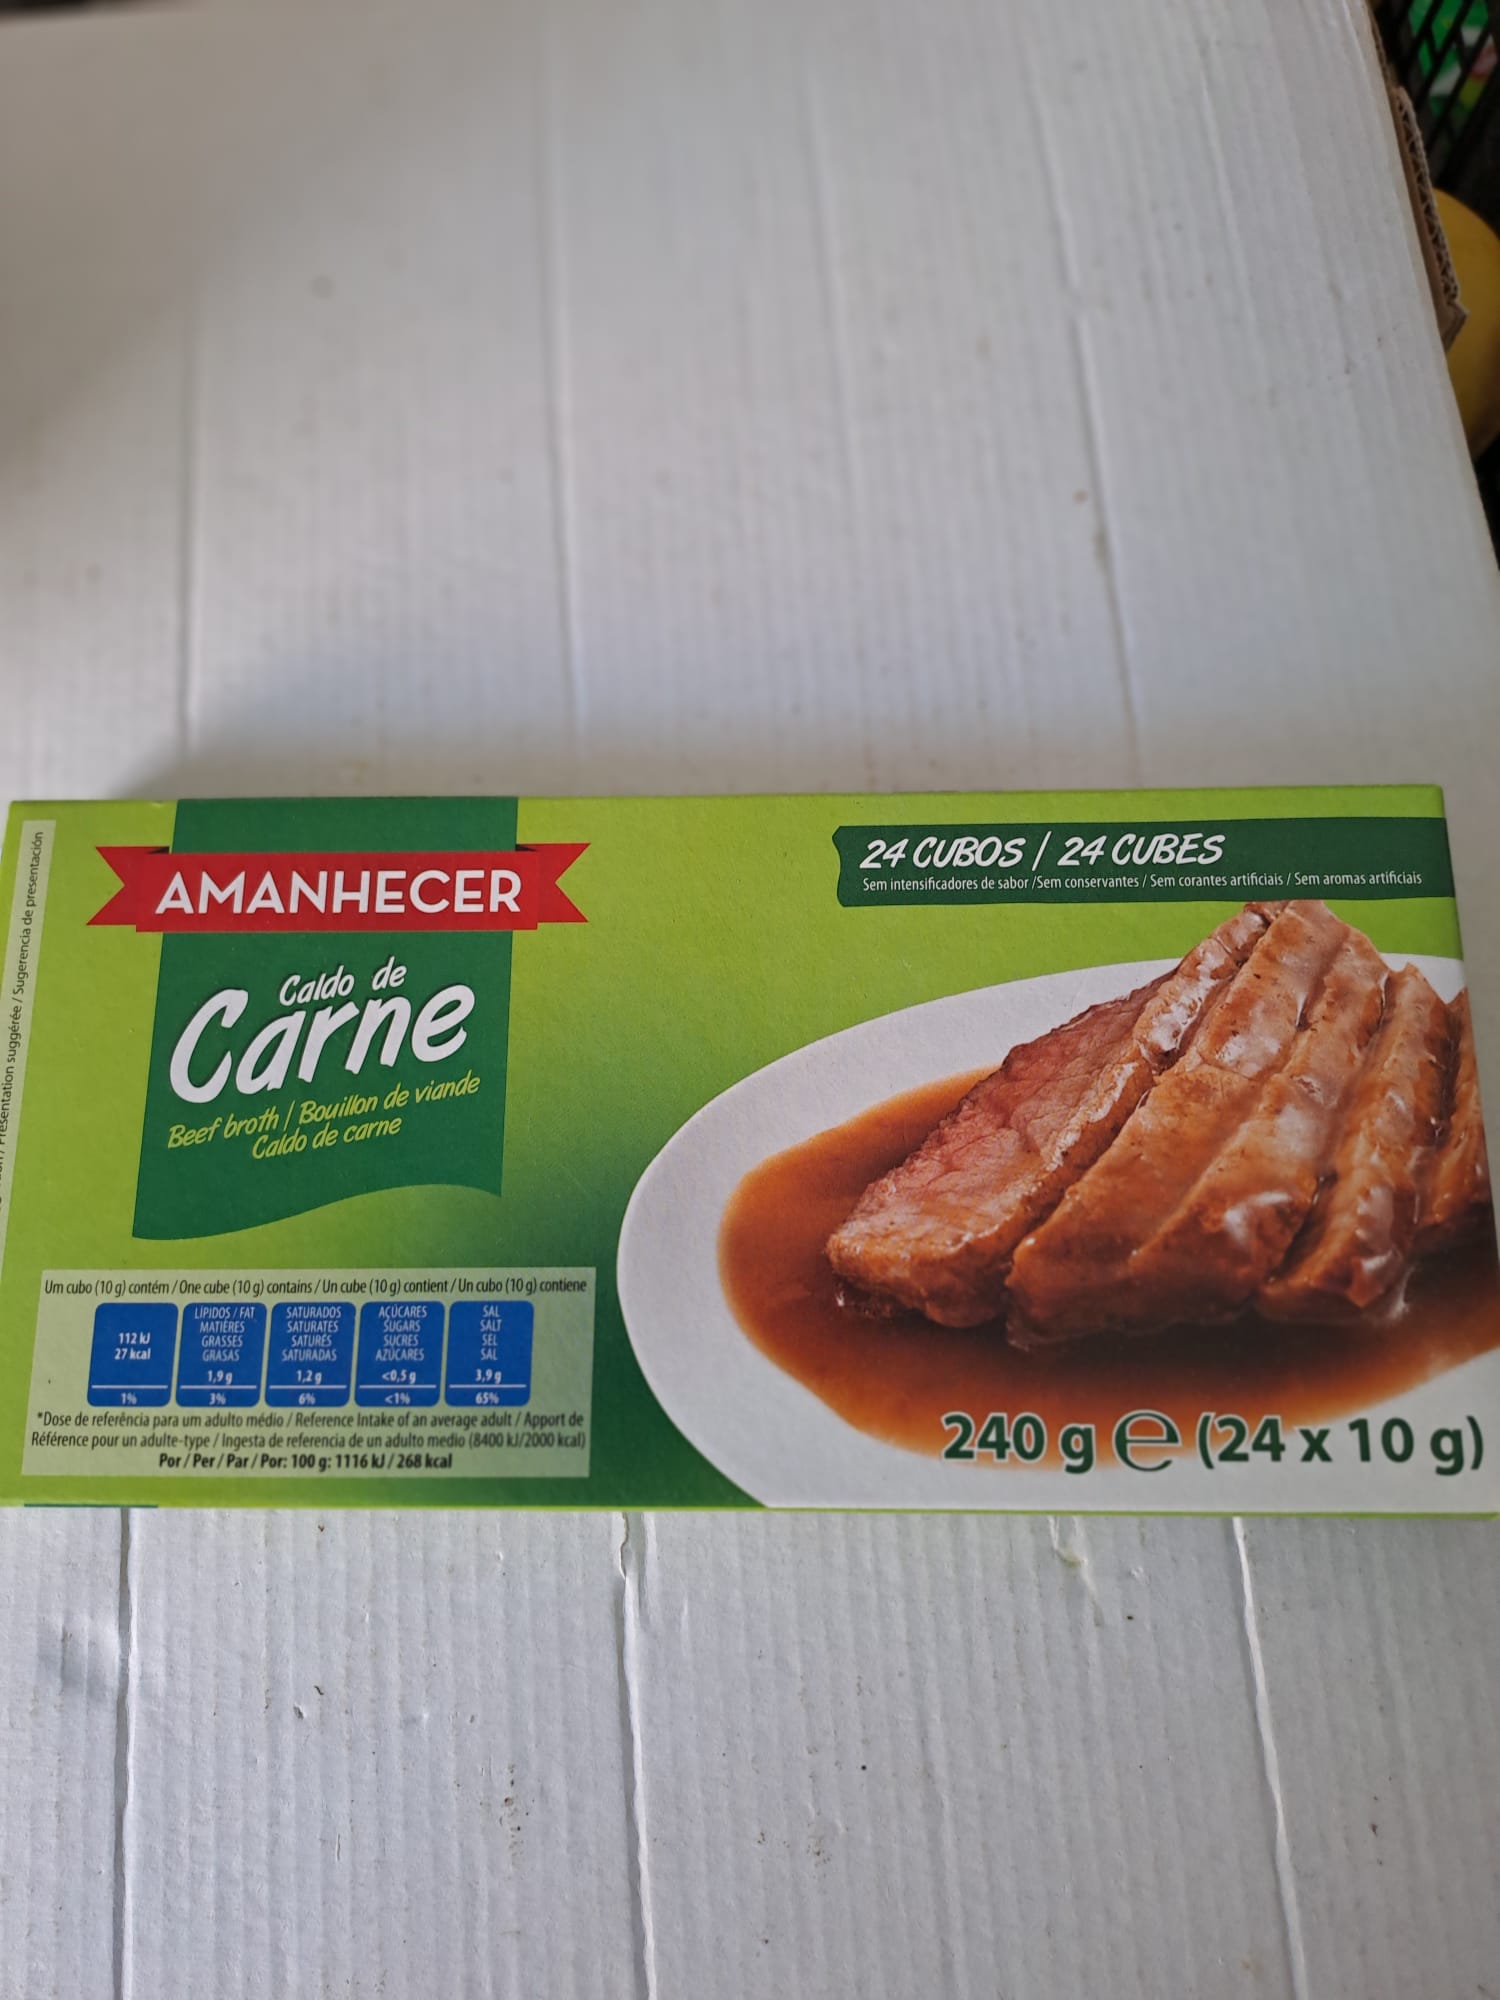 AMANHECER
Caldo de
Carne
Beef broth / Bouillon de viande
Caldo de carne
24 CUBOS / 24 CUBES
Sem intensificadores de sabor /Sem conservantes / Sem corantes artificiais / Sem aromas artificiais
Présentation suggérée / Sugerencia de presentación
Um cubo (10 g) contém / One cube (10 g) contains / Un cube (10 g) contient / Un cubo (10 g) contiene
112 kJ
27 kcal
1%
LÍPIDOS / FAT
MATIÈRES
GRASSES
GRASAS
1,9 g
3%
SATURADOS
SATURATES
SATURÉS
SATURADAS
1,2 g
6%
AÇÚCARES
SUGARS
SUCRES
AZÚCARES
<0,5 g
<1%
SAL
SALT
SEL
SAL
3,9 g
65%
*Dose de referência para um adulto médio / Reference Intake of an average adult / Apport de
Référence pour un adulte-type / Ingesta de referencia de un adulto medio (8400 kJ/2000 kcal)
Por / Per / Par / Por: 100 g: 1116 kJ / 268 kcal
240 g e (24 x 10 g)